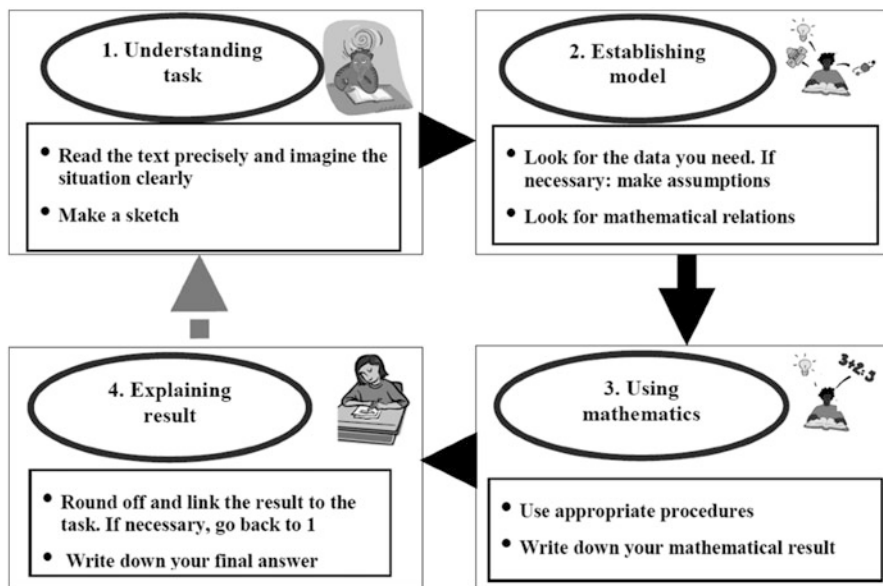 1. Understanding
task
• Read the text precisely and imagine the
situation clearly
• Make a sketch
2. Establishing
model
• Look for the data you need. If
necessary: make assumptions
• Look for mathematical relations
3. Using
mathematics
3+2:3
• Use appropriate procedures
• Write down your mathematical result
4. Explaining
result
• Round off and link the result to the
task. If necessary, go back to 1
• Write down your final answer